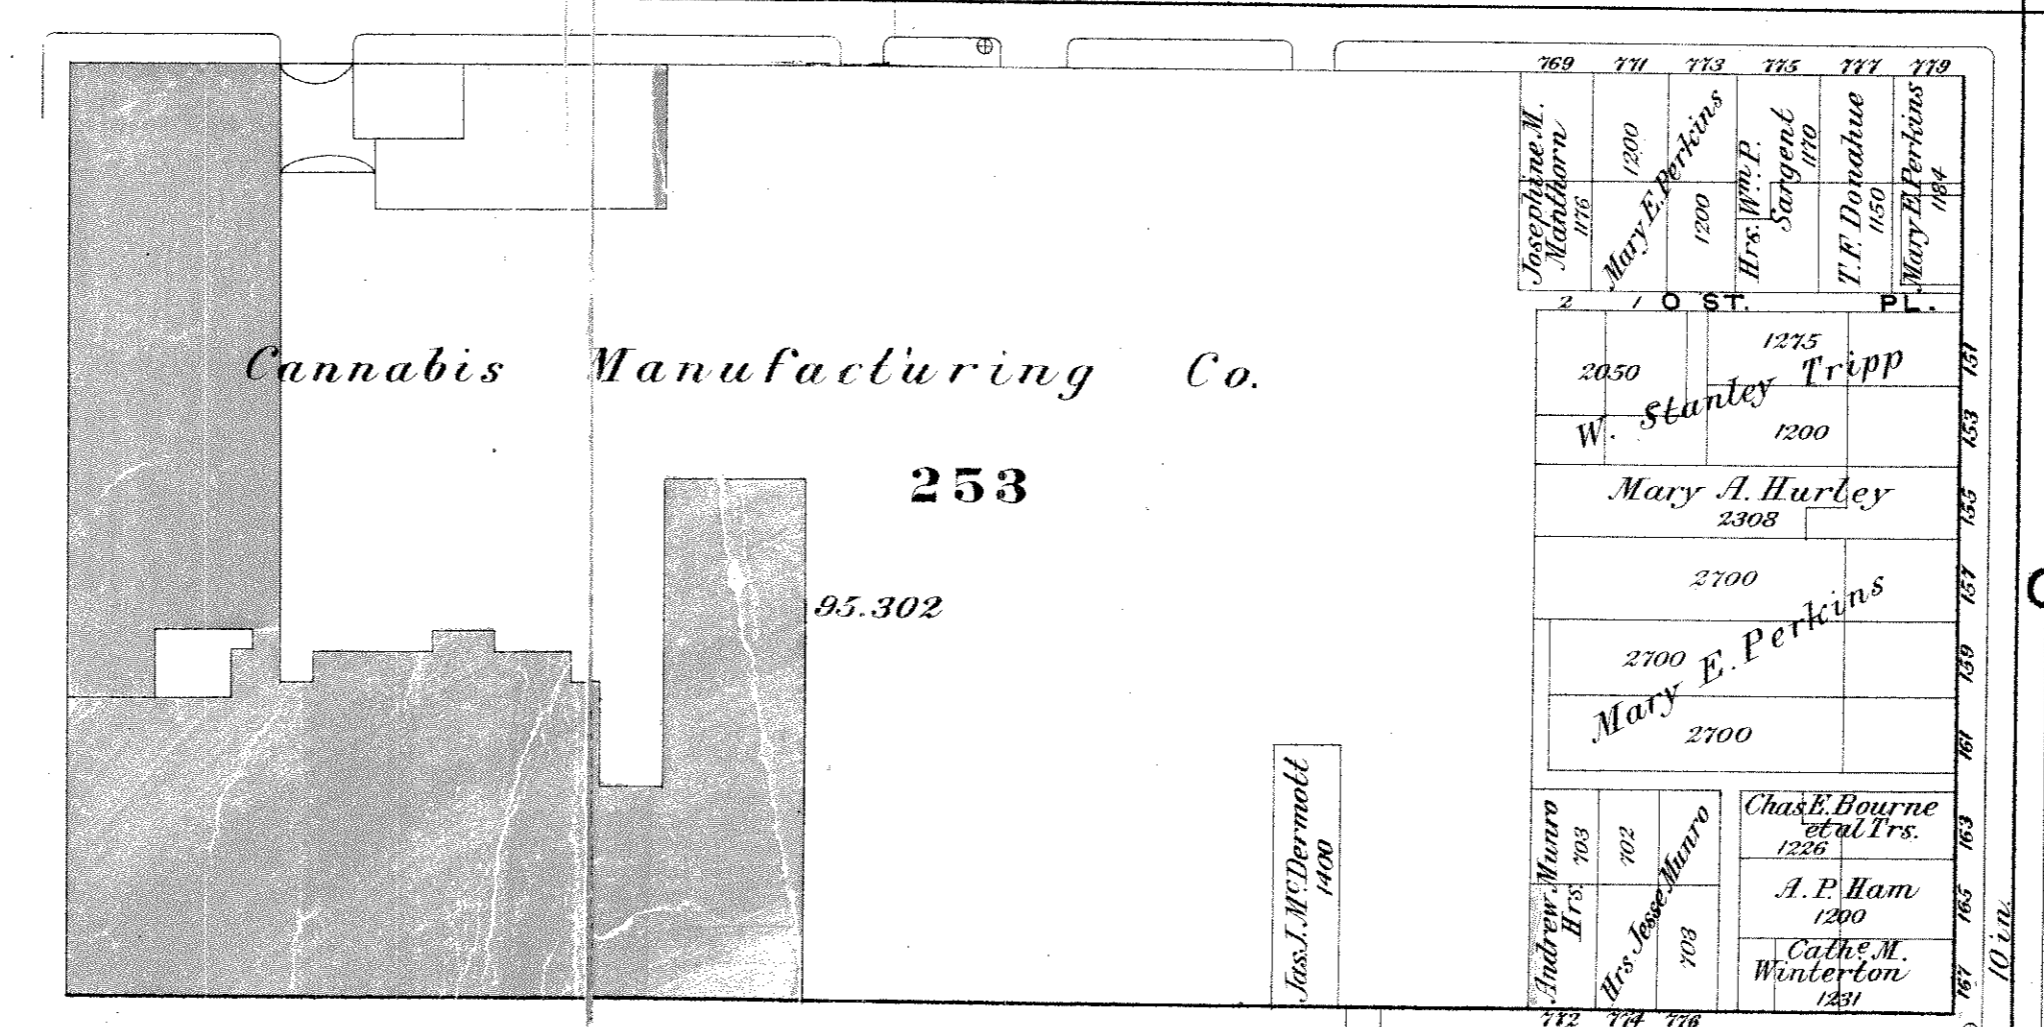 769 771 773 775 777 779
Josephine M.
Manthorn
1176
1200
Mary E. Perkins
1200
Hrs. Wm. P.
Sargent
1170
T. F. Donahue
1150
Mary E. Perkins
1184
2 1 O ST. PL.
Cannabis Manufacturing Co.
253
95.302
1275
2050
W. Stanley Tripp
1200
151
153
Mary A. Hurley
2308
155
2700
157
Mary E. Perkins
2700
159
2700
161
Jas. J. McDermott
1400
Andrew Munro
Hrs.
703
702
Hrs Jesse Munro
703
Chas E. Bourne
et al Trs.
1226
163
A. P. Ham
1200
165
Cathe. M.
Winterton
1231
167
10 in.
772 774 776